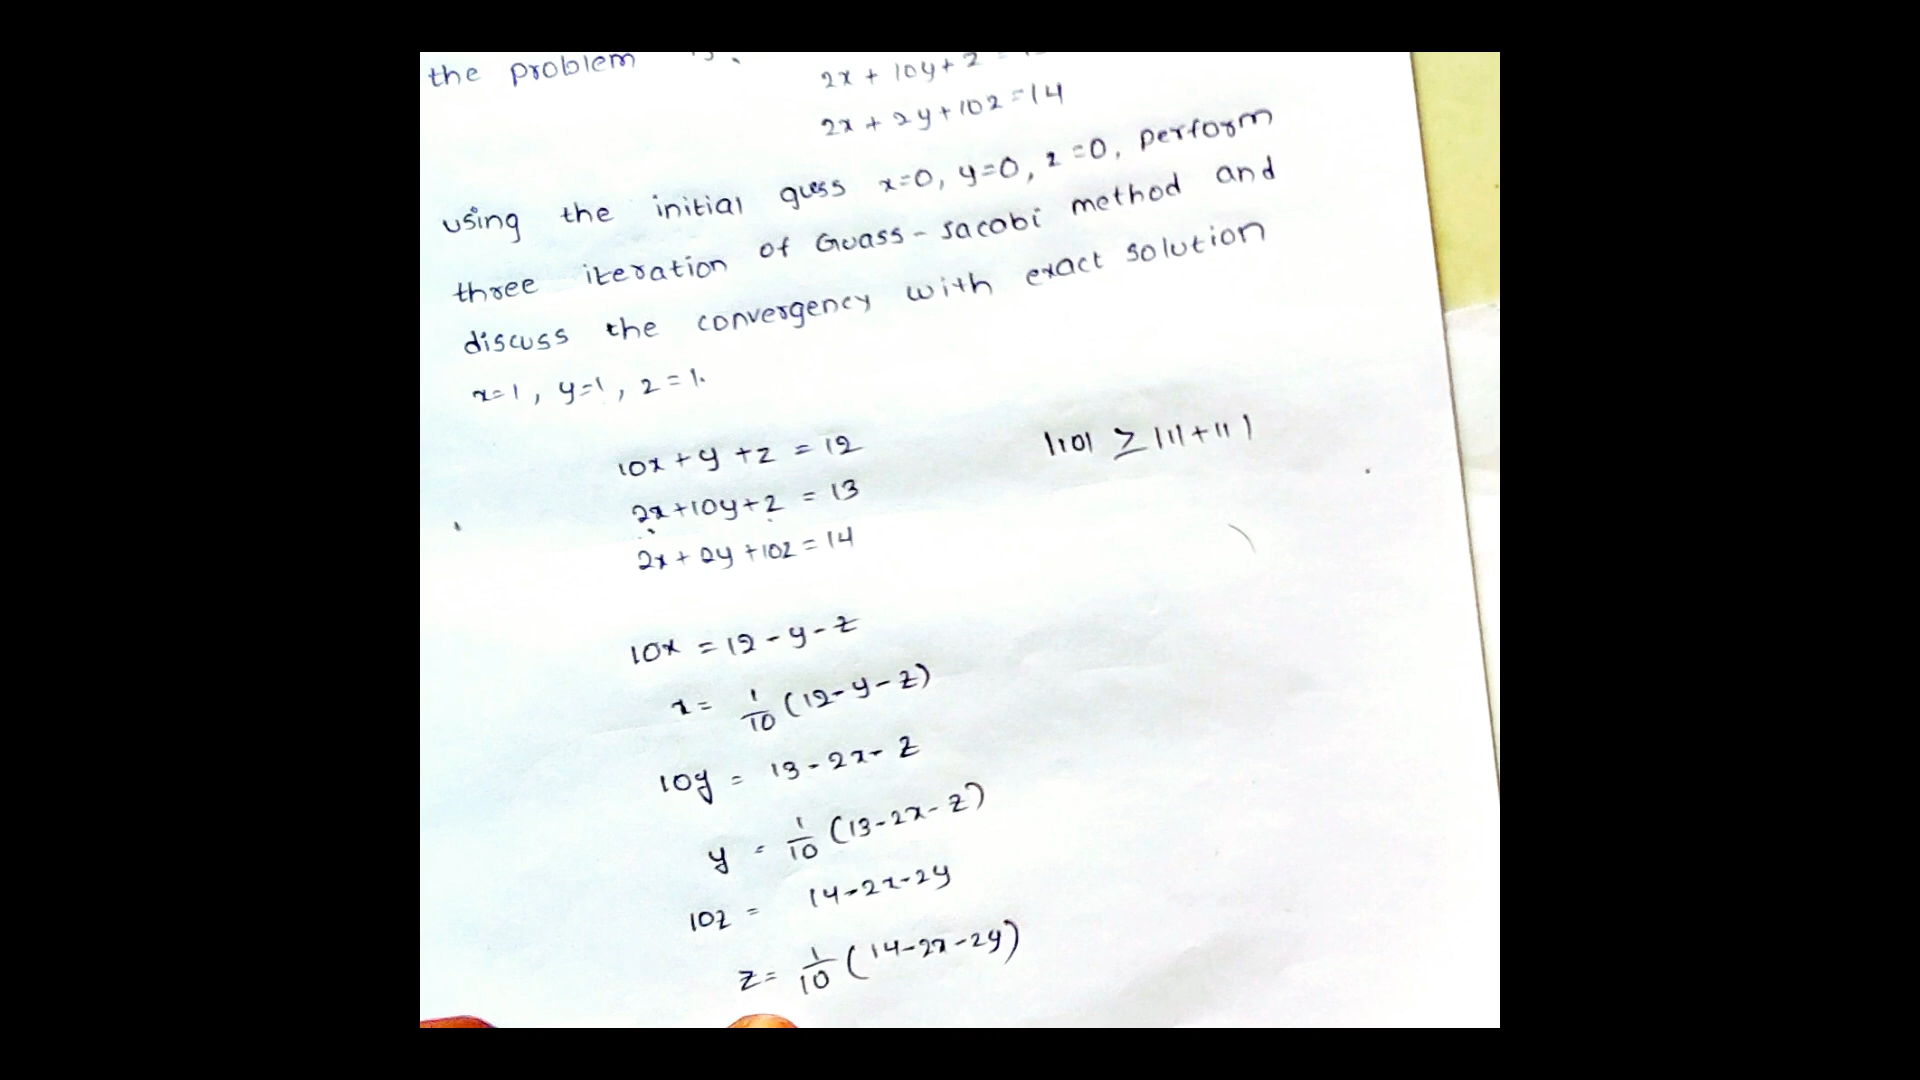 the problem
2x + 10y + z
2x + 2y + 10z = 14
using the initial guess x=0, y=0, z=0, perform
three iteration of Guass - Jacobi method and
discuss the convergency with exact solution
x=1, y=1, z=1.
10x + y + z = 12
|10| ≥ |1| + |1|
2x + 10y + z = 13
2x + 2y + 10z = 14
10x = 12 - y - z
x = 1/10 (12 - y - z)
10y = 13 - 2x - z
y = 1/10 (13 - 2x - z)
10z = 14 - 2x - 2y
z = 1/10 (14 - 2x - 2y)